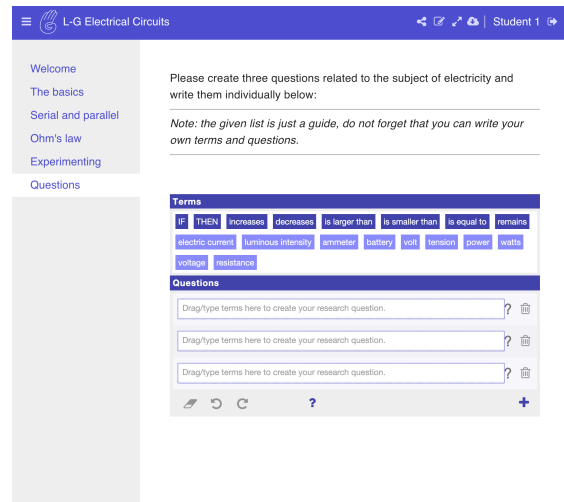 L-G Electrical Circuits
Student 1
Welcome
The basics
Serial and parallel
Ohm's law
Experimenting
Questions
Please create three questions related to the subject of electricity and
write them individually below:
Note: the given list is just a guide, do not forget that you can write your
own terms and questions.
Terms
IF THEN increases decreases is larger than is smaller than is equal to remains
electric current luminous intensity ammeter battery volt tension power watts
voltage resistance
Questions
Drag/type terms here to create your research question. ?
Drag/type terms here to create your research question. ?
Drag/type terms here to create your research question. ?
? +